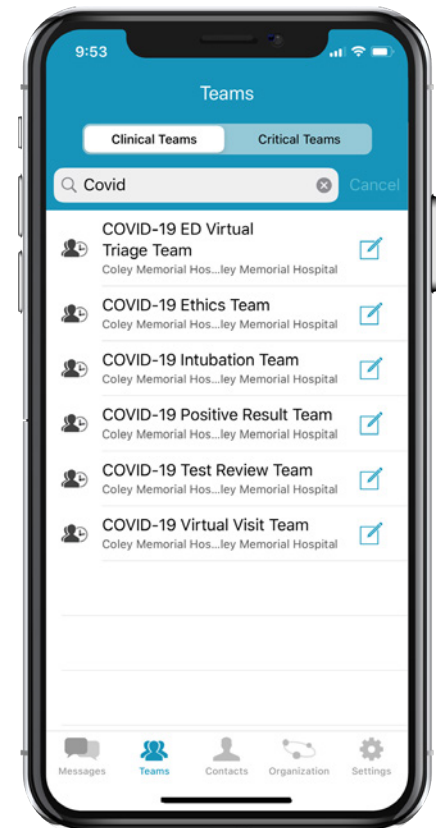 9:53
Teams
Clinical Teams
Critical Teams
Covid
Cancel
COVID-19 ED Virtual
Triage Team
Coley Memorial Hos...ley Memorial Hospital
COVID-19 Ethics Team
Coley Memorial Hos...ley Memorial Hospital
COVID-19 Intubation Team
Coley Memorial Hos...ley Memorial Hospital
COVID-19 Positive Result Team
Coley Memorial Hos...ley Memorial Hospital
COVID-19 Test Review Team
Coley Memorial Hos...ley Memorial Hospital
COVID-19 Virtual Visit Team
Coley Memorial Hos...ley Memorial Hospital
Messages
Teams
Contacts
Organization
Settings